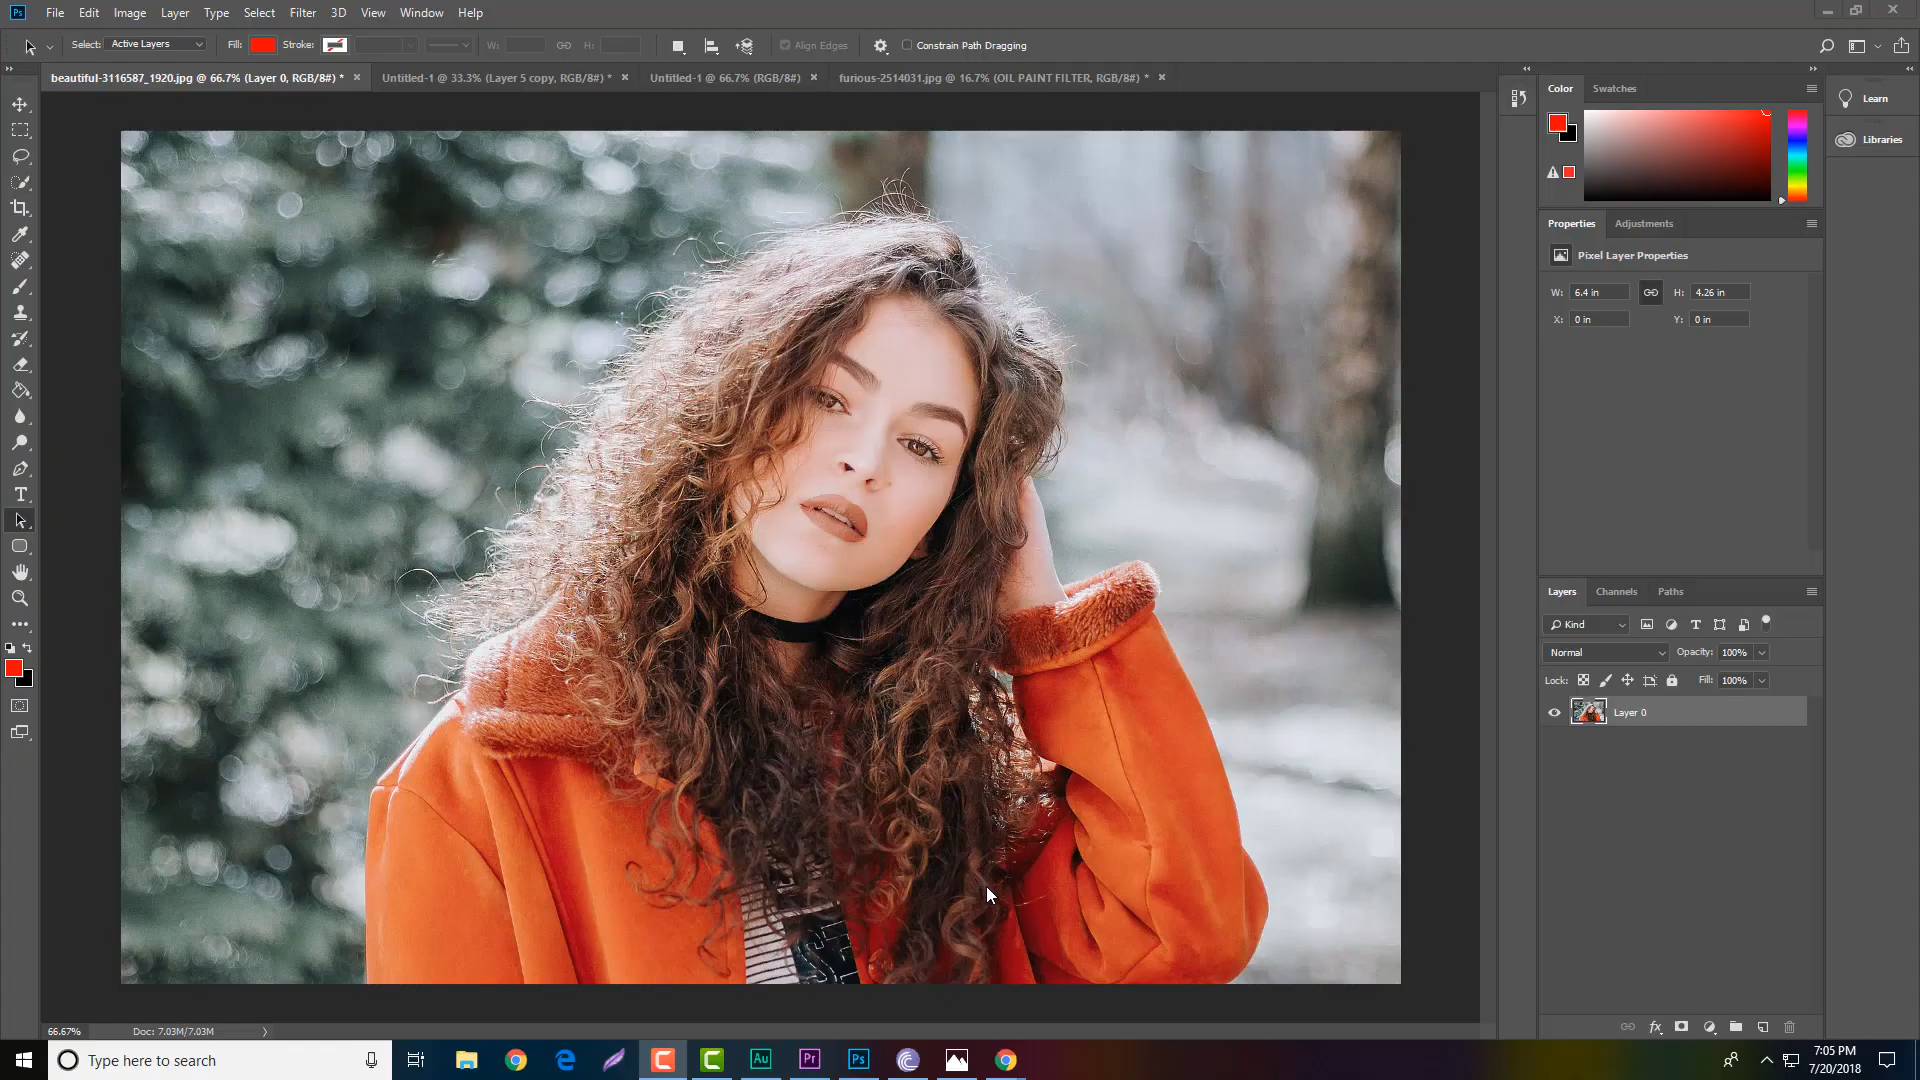 Ps File Edit Image Layer Type Select Filter 3D View Window Help
Select: Active Layers Fill: Stroke: W: H: Align Edges Constrain Path Dragging
beautiful-3116587_1920.jpg @ 66.7% (Layer 0, RGB/8#) * Untitled-1 @ 33.3% (Layer 5 copy, RGB/8#) * Untitled-1 @ 66.7% (RGB/8#) furious-2514031.jpg @ 16.7% (OIL PAINT FILTER, RGB/8#) *
Color Swatches
Learn
Libraries
Properties Adjustments
Pixel Layer Properties
W: 6.4 in H: 4.26 in
X: 0 in Y: 0 in
Layers Channels Paths
Kind
Normal Opacity: 100%
Lock: Fill: 100%
Layer 0
fx
66.67% Doc: 7.03M/7.03M
Type here to search
Au Pr Ps
7:05 PM
7/20/2018